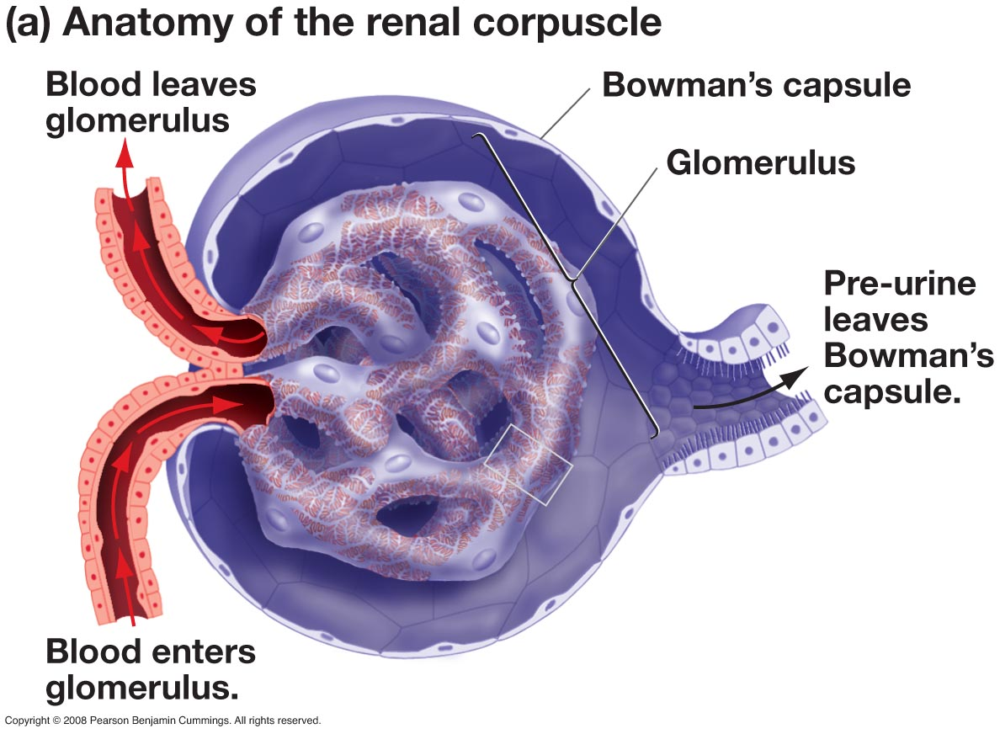 (a) Anatomy of the renal corpuscle
Blood leaves
glomerulus
Bowman’s capsule
Glomerulus
Pre-urine
leaves
Bowman’s
capsule.
Blood enters
glomerulus.
Copyright © 2008 Pearson Benjamin Cummings. All rights reserved.